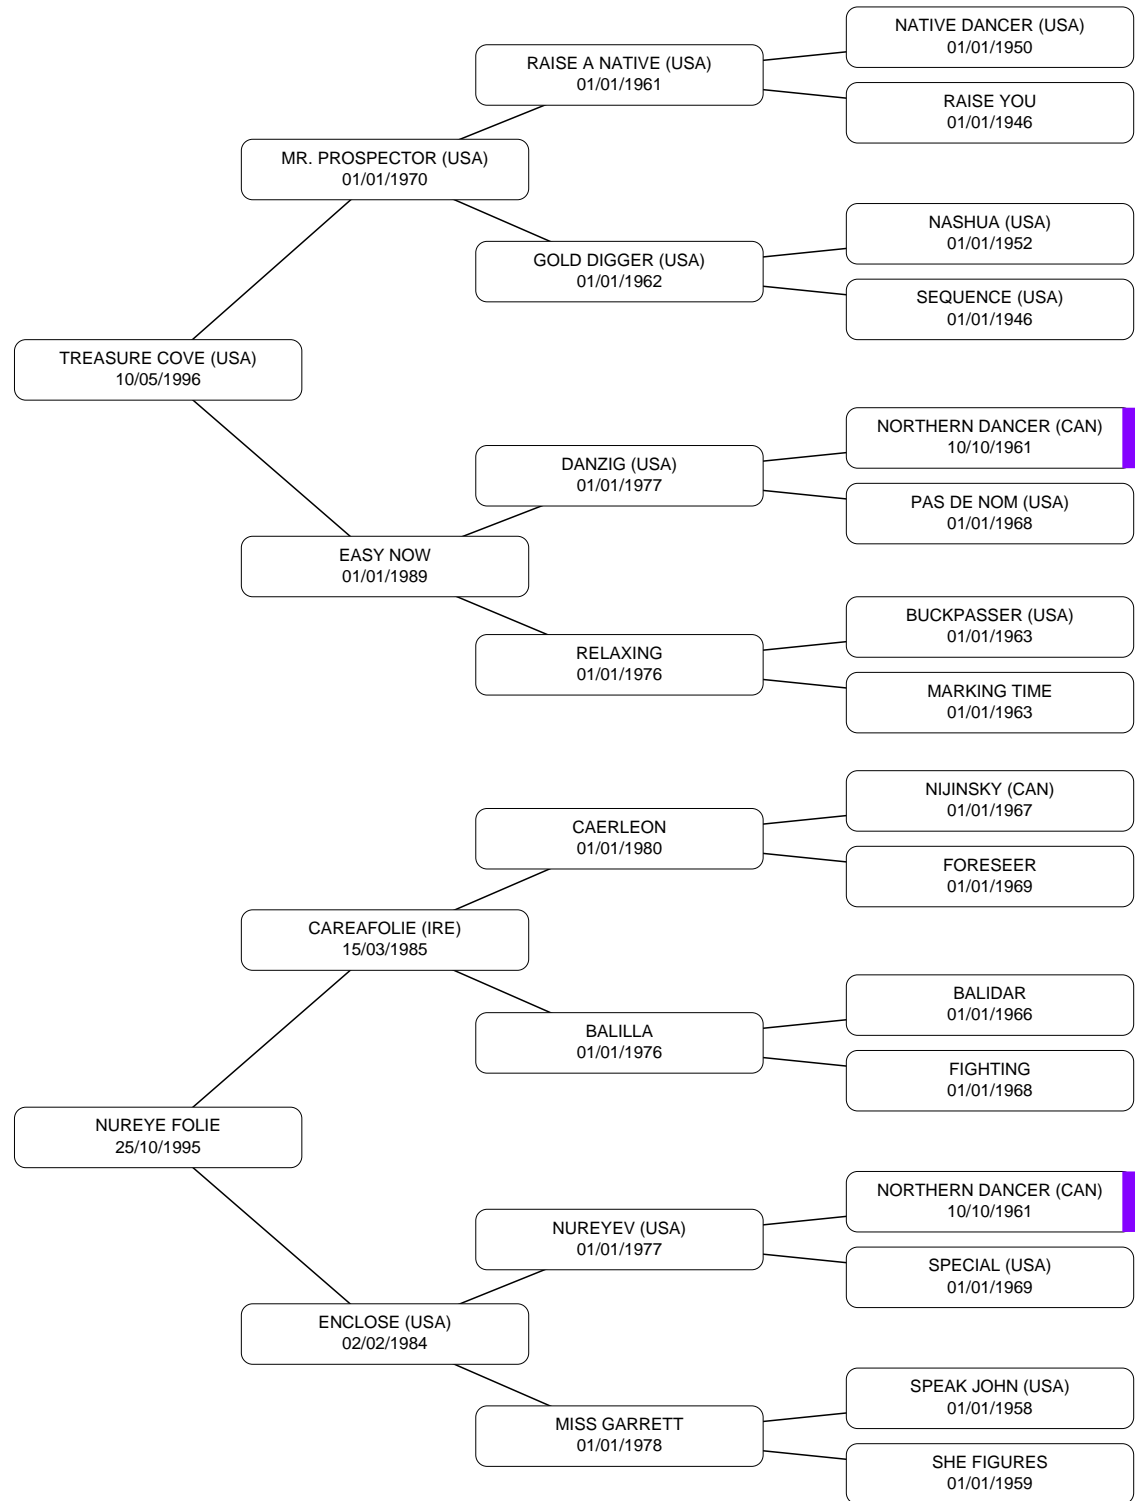 NATIVE DANCER (USA)
01/01/1950
RAISE A NATIVE (USA)
01/01/1961
RAISE YOU
01/01/1946
MR. PROSPECTOR (USA)
01/01/1970
NASHUA (USA)
01/01/1952
GOLD DIGGER (USA)
01/01/1962
SEQUENCE (USA)
01/01/1946
TREASURE COVE (USA)
10/05/1996
NORTHERN DANCER (CAN)
10/10/1961
DANZIG (USA)
01/01/1977
PAS DE NOM (USA)
01/01/1968
EASY NOW
01/01/1989
BUCKPASSER (USA)
01/01/1963
RELAXING
01/01/1976
MARKING TIME
01/01/1963
NIJINSKY (CAN)
01/01/1967
CAERLEON
01/01/1980
FORESEER
01/01/1969
CAREAFOLIE (IRE)
15/03/1985
BALIDAR
01/01/1966
BALILLA
01/01/1976
FIGHTING
01/01/1968
NUREYE FOLIE
25/10/1995
NORTHERN DANCER (CAN)
10/10/1961
NUREYEV (USA)
01/01/1977
SPECIAL (USA)
01/01/1969
ENCLOSE (USA)
02/02/1984
SPEAK JOHN (USA)
01/01/1958
MISS GARRETT
01/01/1978
SHE FIGURES
01/01/1959